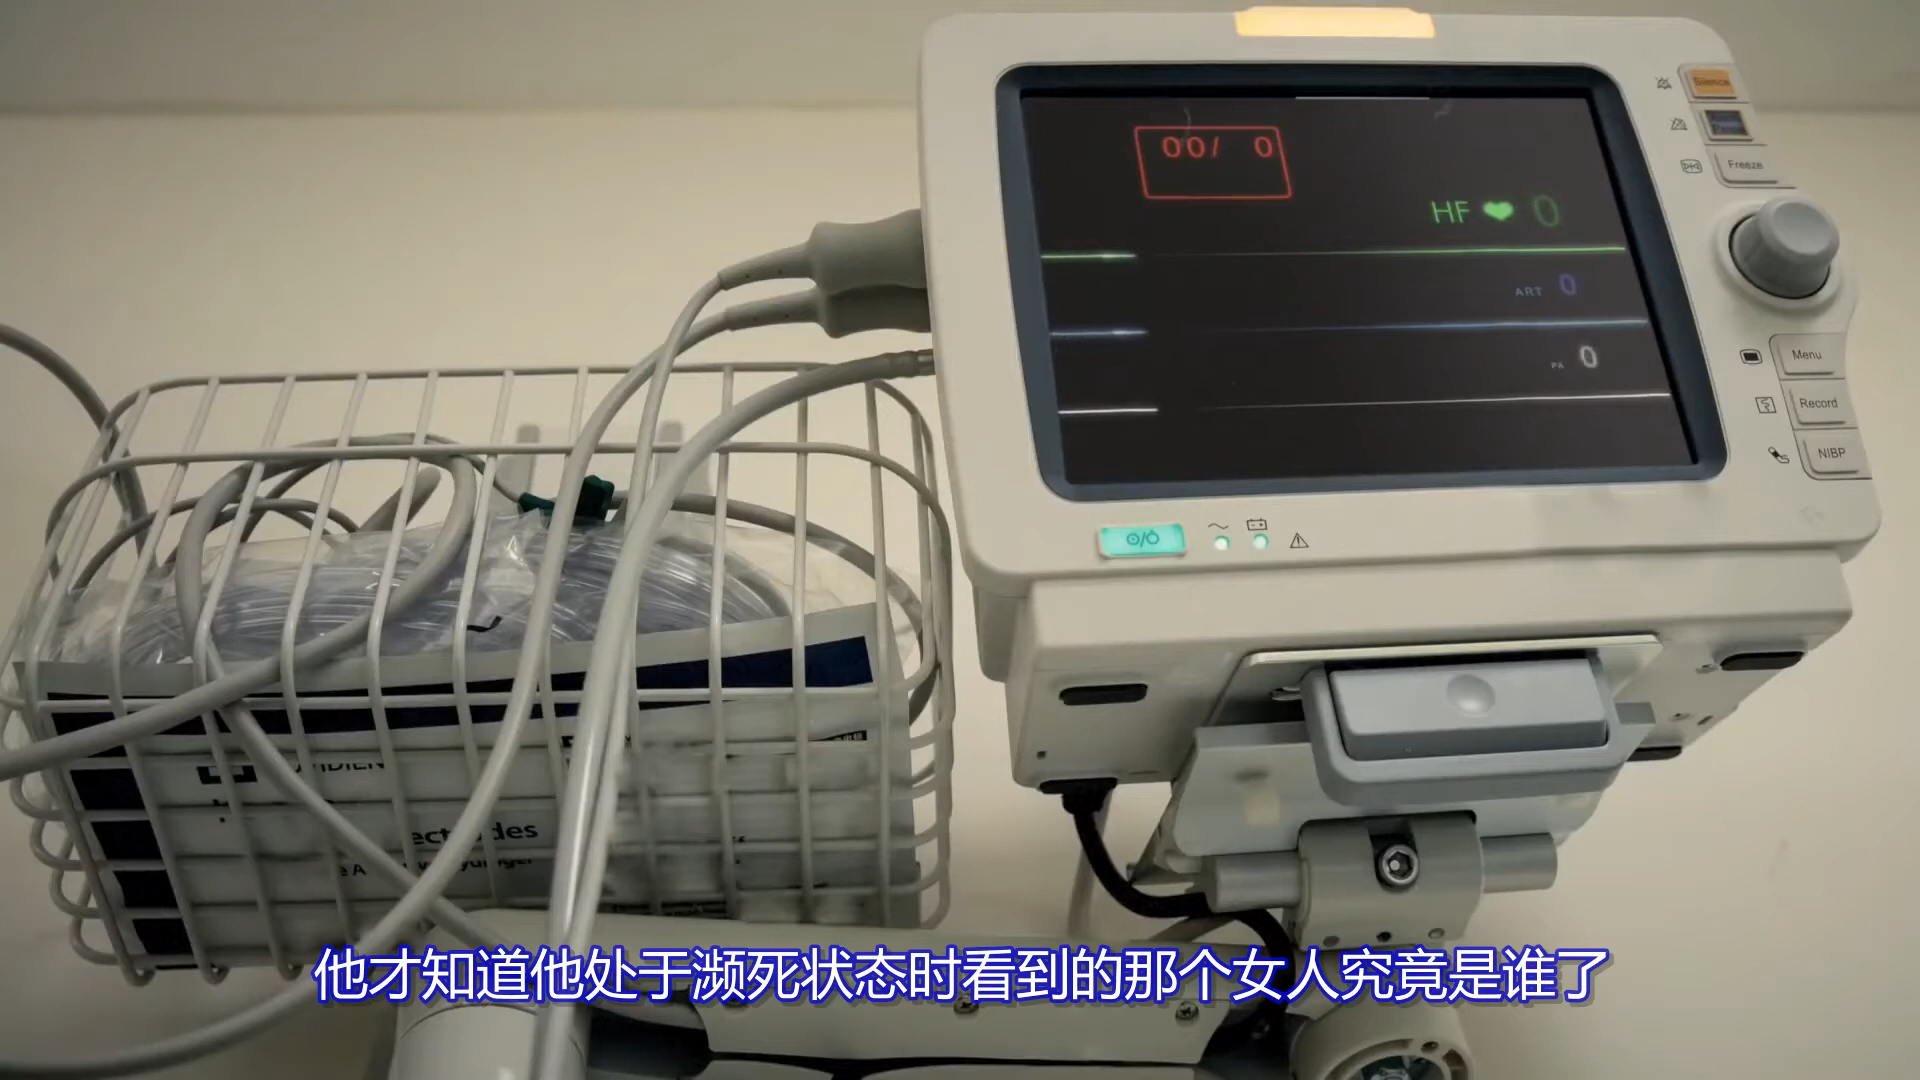 Silence
00/ 0
Freeze
HF 0
ART 0
PA 0
Menu
Record
NIBP
VIDIEN
ectrodes
他才知道他处于濒死状态时看到的那个女人究竟是谁了